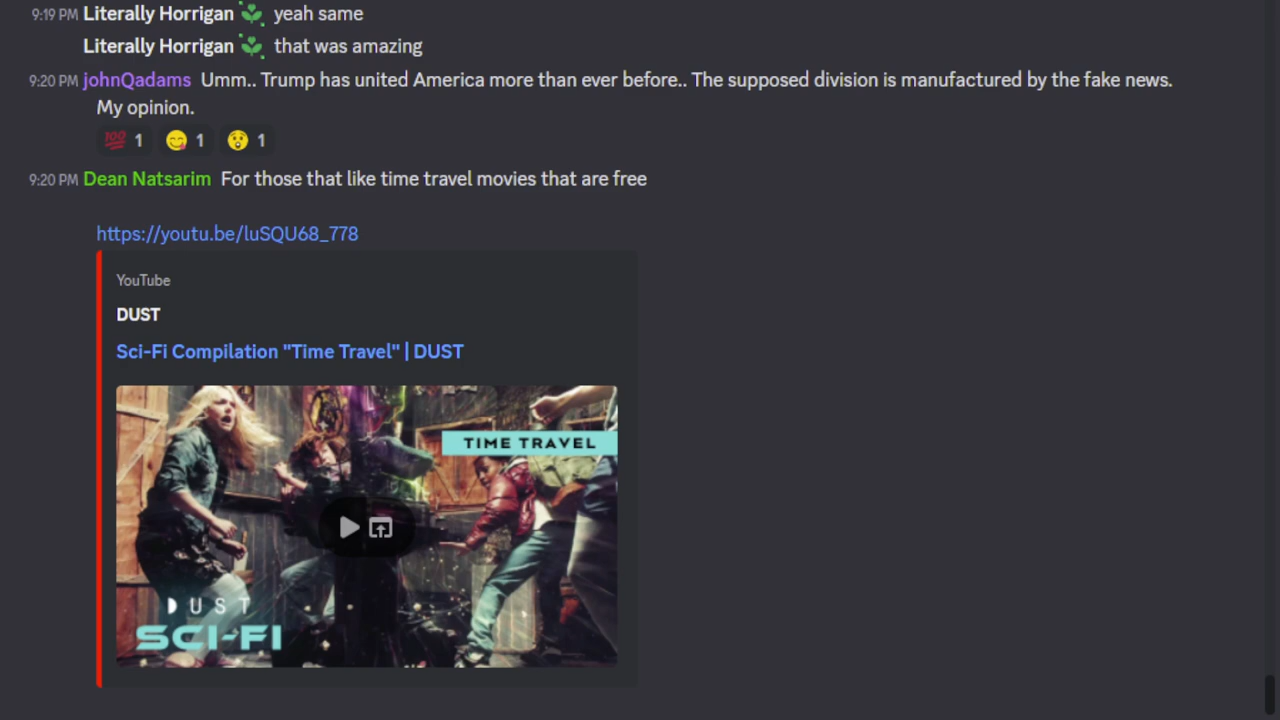 9:19 PM Literally Horrigan yeah same
Literally Horrigan that was amazing
9:20 PM johnQadams Umm.. Trump has united America more than ever before.. The supposed division is manufactured by the fake news.
My opinion.
💯 1 😋 1 😲 1
9:20 PM Dean Natsarim For those that like time travel movies that are free
https://youtu.be/luSQU68_778
YouTube
DUST
Sci-Fi Compilation "Time Travel" | DUST
TIME TRAVEL
DUST
SCI-FI